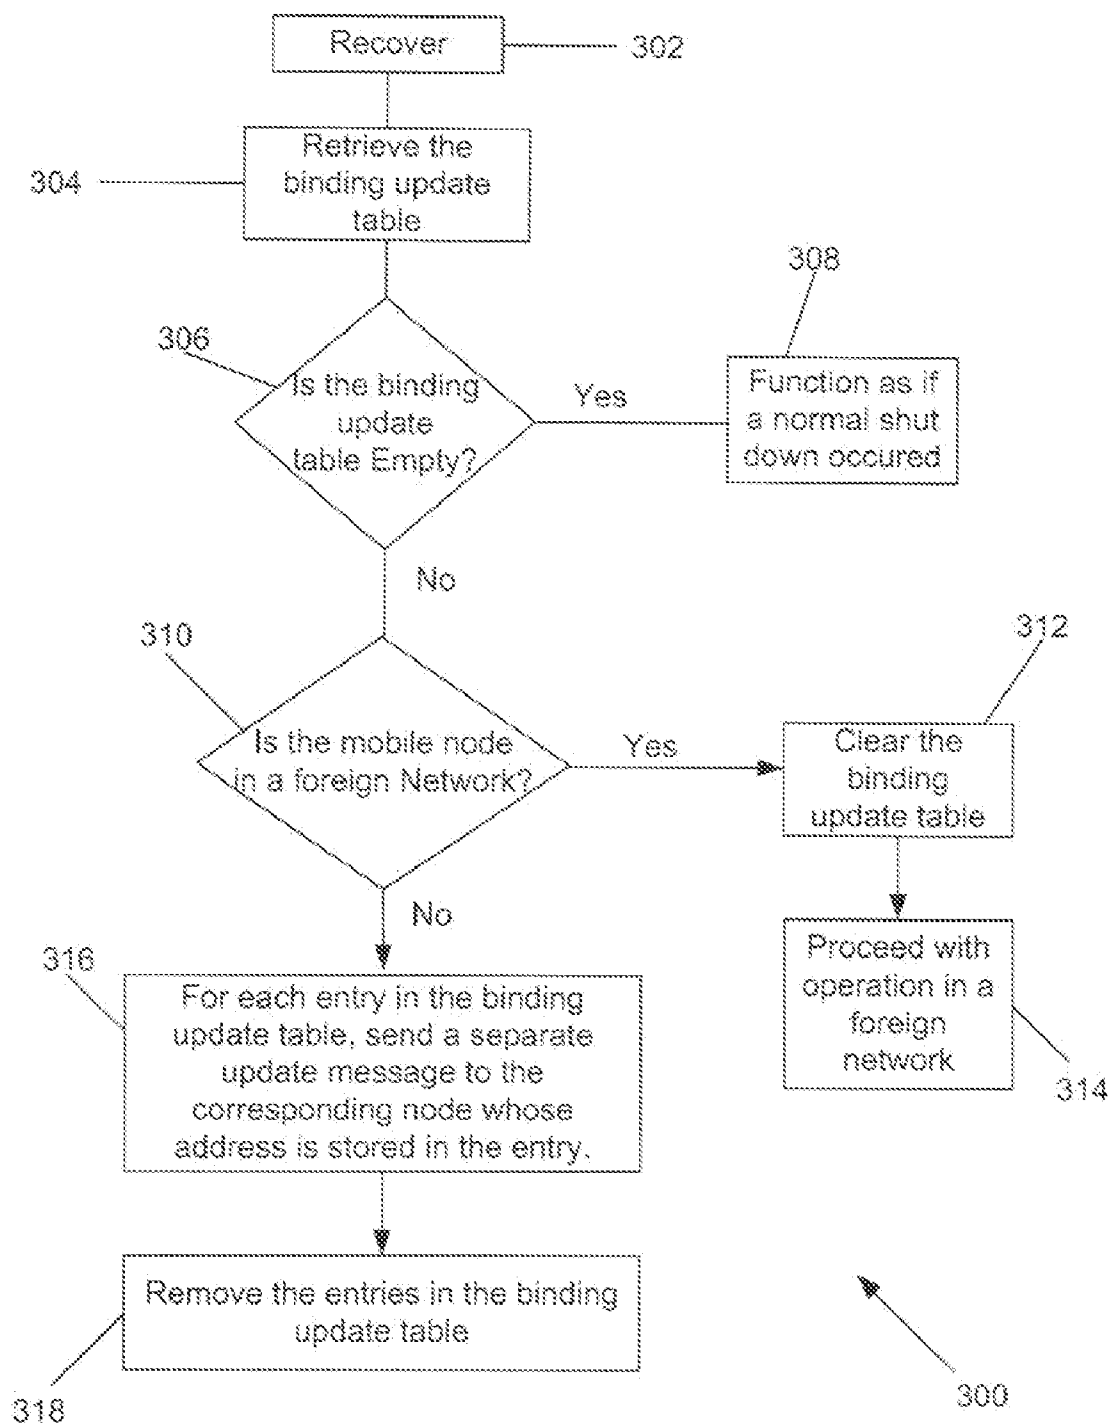 Recover
302
Retrieve the
binding update
table
304
308
306
Is the binding
update
table Empty?
Yes
Function as if
a normal shut
down occured
No
310
312
Is the mobile node
in a foreign Network?
Yes
Clear the
binding
update table
No
316
For each entry in the binding
update table, send a separate
update message to the
corresponding node whose
address is stored in the entry.
Proceed with
operation in a
foreign
network
314
Remove the entries in the binding
update table
318
300